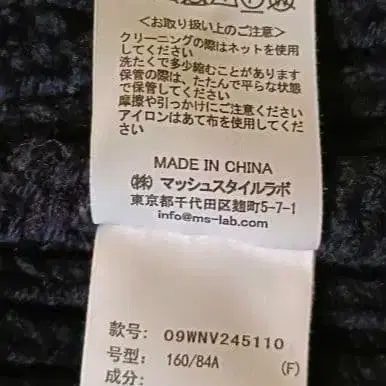 <お取り扱い上のご注意>
クリーニングの際はネットを使用
してください
洗たくで多少縮むことがあります
保管の際は、たたんで平らな状態
で保管してください
摩擦や引っかけにご注意ください
アイロンはあて布を使用してくだ
さい
MADE IN CHINA
(株) マッシュスタイルラボ
東京都千代田区麹町5-7-1
info@ms-lab.com
款号: 09WNV245110
号型: 160/84A (F)
成分: